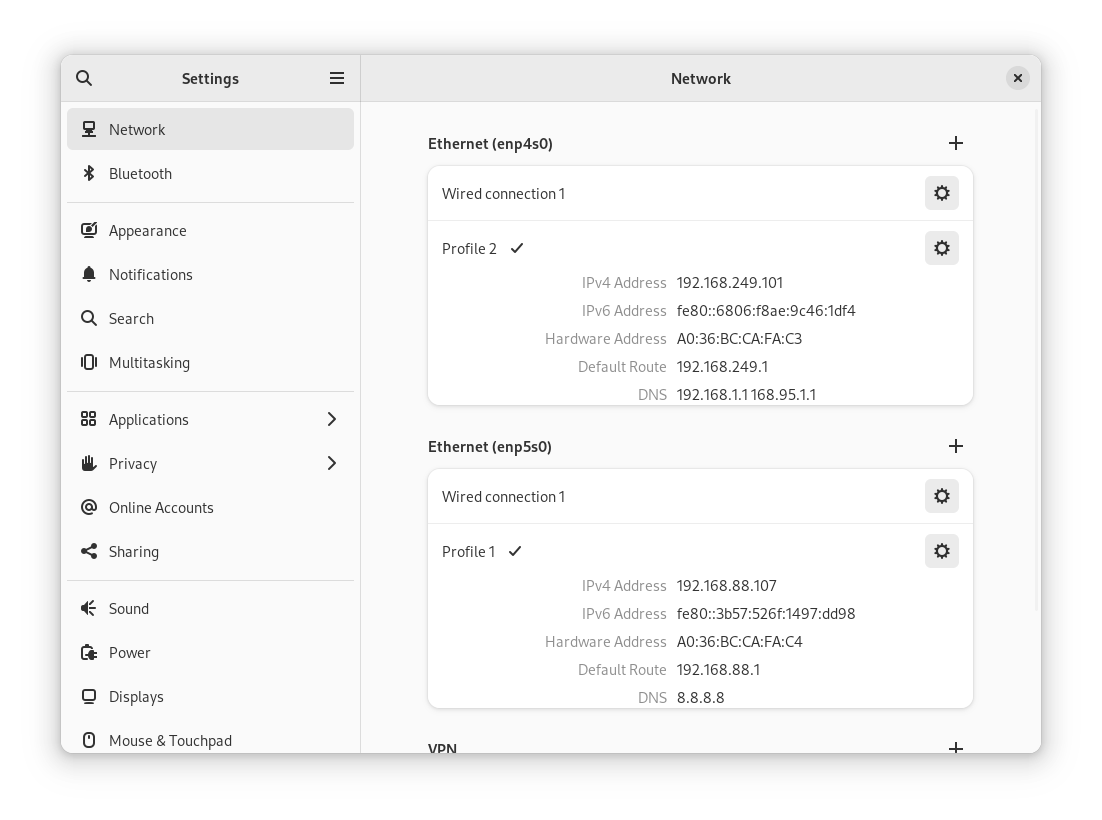 Settings
Network
Network
Bluetooth
Appearance
Notifications
Search
Multitasking
Applications
Privacy
Online Accounts
Sharing
Sound
Power
Displays
Mouse & Touchpad
Ethernet (enp4s0)
Wired connection 1
Profile 2
IPv4 Address 192.168.249.101
IPv6 Address fe80::6806:f8ae:9c46:1df4
Hardware Address A0:36:BC:CA:FA:C3
Default Route 192.168.249.1
DNS 192.168.1.1 168.95.1.1
Ethernet (enp5s0)
Wired connection 1
Profile 1
IPv4 Address 192.168.88.107
IPv6 Address fe80::3b57:526f:1497:dd98
Hardware Address A0:36:BC:CA:FA:C4
Default Route 192.168.88.1
DNS 8.8.8.8
VPN